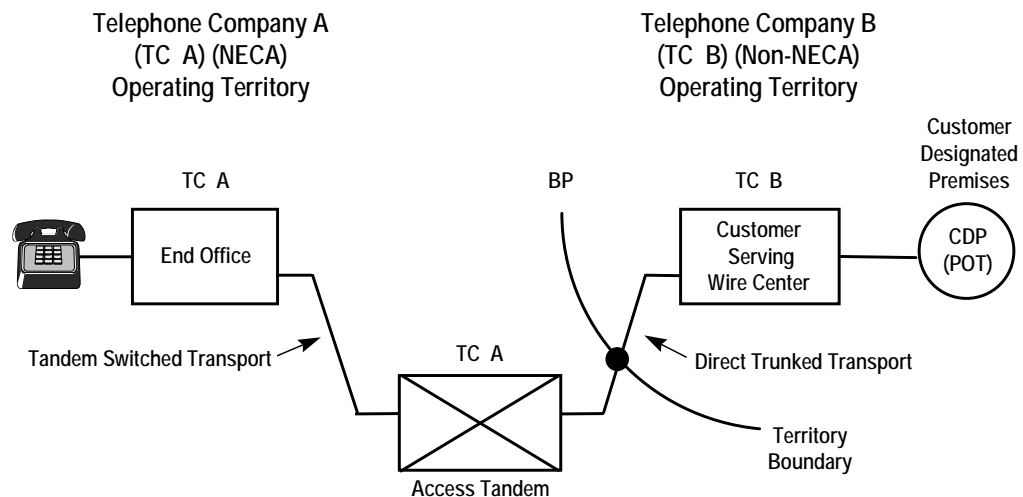 Telephone Company A
(TC A) (NECA)
Operating Territory
Telephone Company B
(TC B) (Non-NECA)
Operating Territory
Customer
Designated
Premises
TC A
BP
TC B
End Office
Customer
Serving
Wire Center
CDP
(POT)
Tandem Switched Transport
TC A
Direct Trunked Transport
Territory
Boundary
Access Tandem